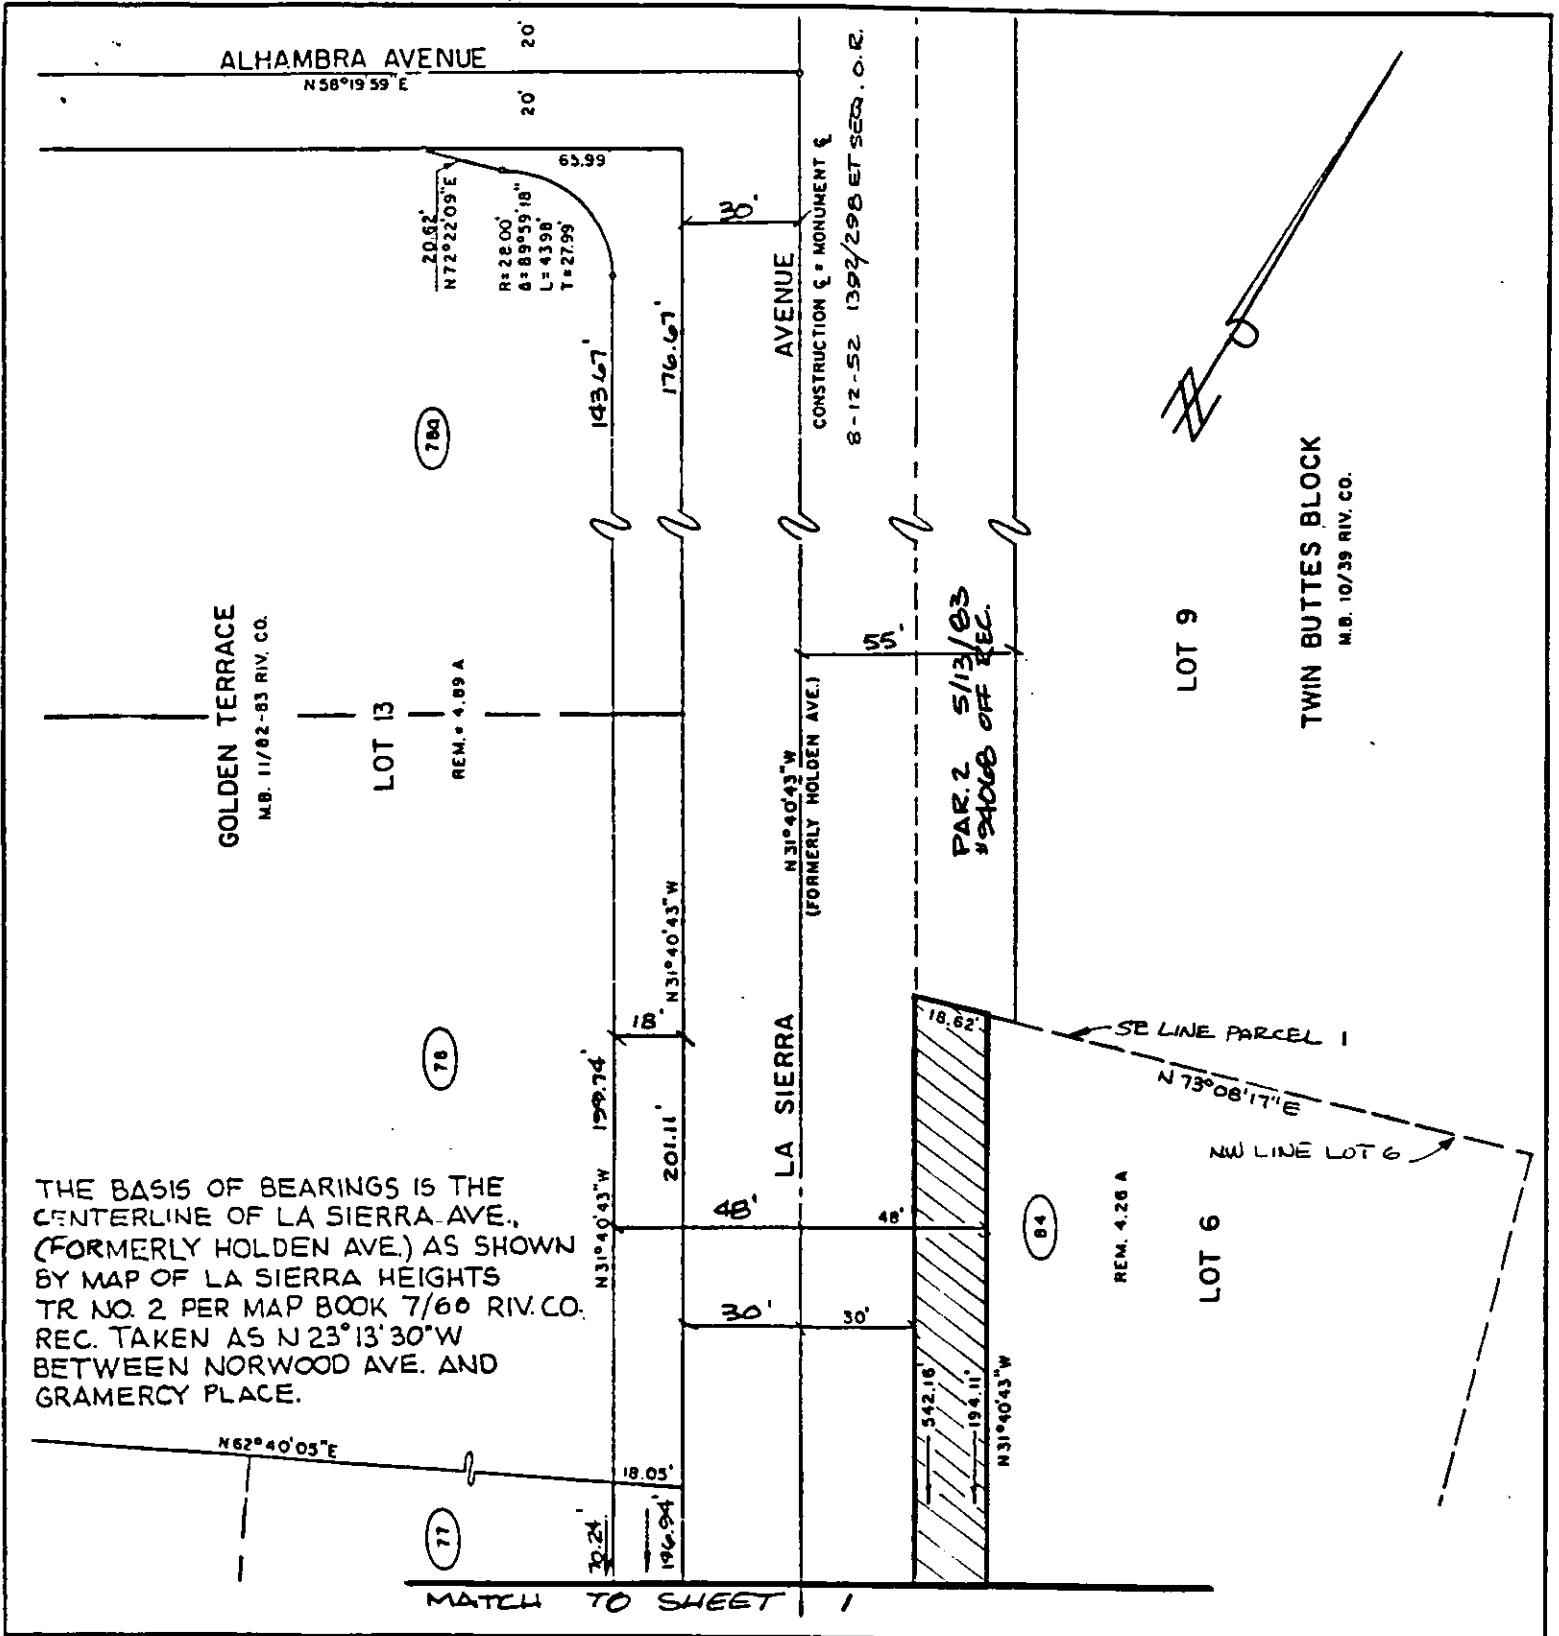 ALHAMBRA AVENUE
N58°19'59"E
20'
20'
65.99'
20.62'
N72°22'09"E
R=28.00'
Δ=89°59'18"
L=43.98'
T=27.99'
30'
143.67'
176.67'
AVENUE
CONSTRUCTION ℄ = MONUMENT ℄
8-12-52 1392/298 ET SEQ. O.R.
78a
N
TWIN BUTTES BLOCK
M.B. 10/39 RIV. CO.
LOT 9
GOLDEN TERRACE
M.B. 11/82-83 RIV. CO.
LOT 13
REM. = 4.89 A
55'
PAR. 2 5/13/83
#94068 OFF REC.
N31°40'43"W
(FORMERLY HOLDEN AVE.)
N31°40'43"W
18'
18.62'
SE LINE PARCEL 1
N 73°08'17"E
NW LINE LOT 6
78
201.11'
LA SIERRA
N31°40'43"W
48'
48'
84
REM. 4.26 A
LOT 6
THE BASIS OF BEARINGS IS THE
CENTERLINE OF LA SIERRA AVE.,
(FORMERLY HOLDEN AVE.) AS SHOWN
BY MAP OF LA SIERRA HEIGHTS
TR NO. 2 PER MAP BOOK 7/66 RIV. CO.
REC. TAKEN AS N 23°13'30"W
BETWEEN NORWOOD AVE. AND
GRAMERCY PLACE.
30'
30'
542.16'
194.11'
N31°40'43"W
N62°40'05"E
18.05'
77
70.24'
196.94'
MATCH TO SHEET 1